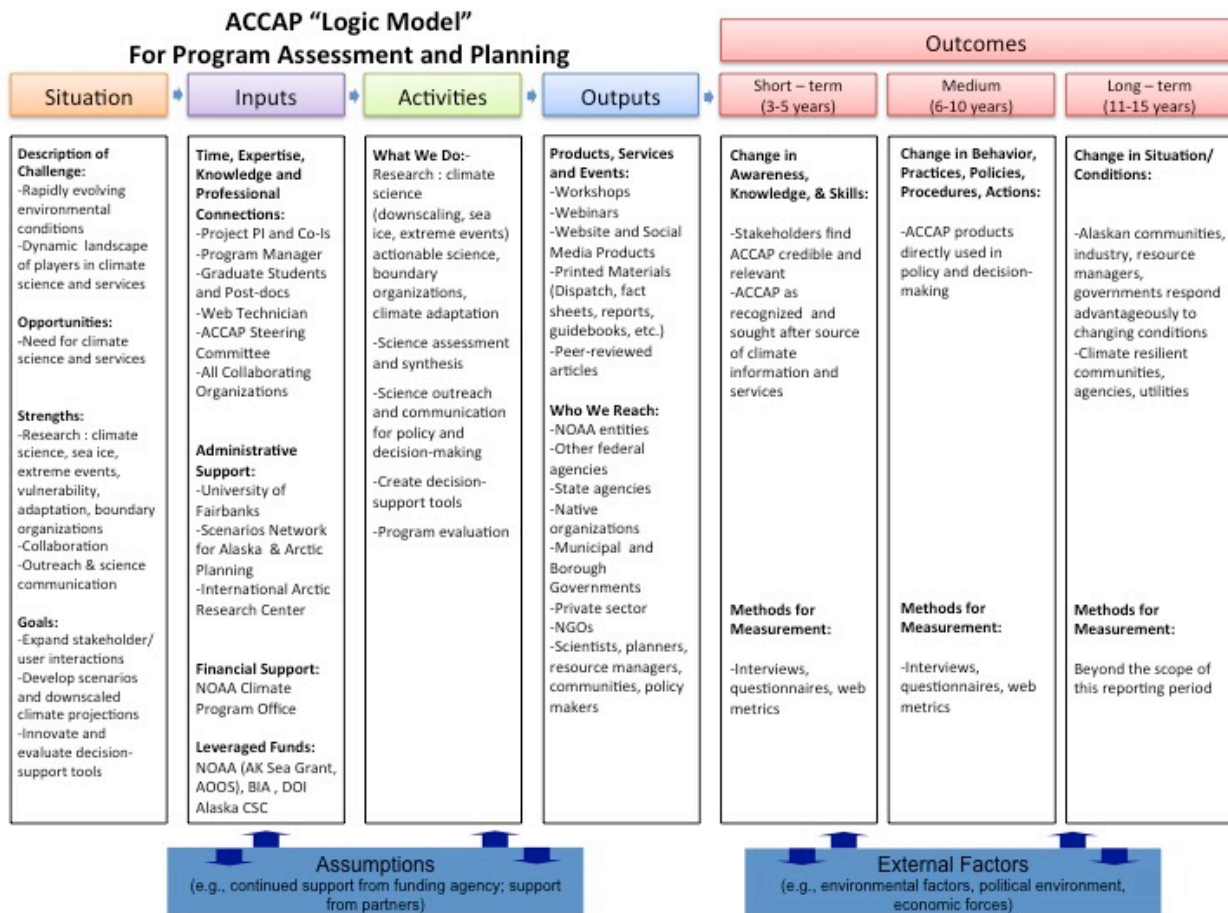 ACCAP “Logic Model”
For Program Assessment and Planning
Outcomes
Situation
Inputs
Activities
Outputs
Short – term
(3-5 years)
Medium
(6-10 years)
Long – term
(11-15 years)
Description of
Challenge:
-Rapidly evolving
environmental
conditions
-Dynamic landscape
of players in climate
science and services
Opportunities:
-Need for climate
science and services
Strengths:
-Research : climate
science, sea ice,
extreme events,
vulnerability,
adaptation, boundary
organizations
-Collaboration
-Outreach & science
communication
Goals:
-Expand stakeholder/
user interactions
-Develop scenarios
and downscaled
climate projections
-Innovate and
evaluate decision-
support tools
Time, Expertise,
Knowledge and
Professional
Connections:
-Project PI and Co-Is
-Program Manager
-Graduate Students
and Post-docs
-Web Technician
-ACCAP Steering
Committee
-All Collaborating
Organizations
Administrative
Support:
-University of
Fairbanks
-Scenarios Network
for Alaska & Arctic
Planning
-International Arctic
Research Center
Financial Support:
NOAA Climate
Program Office
Leveraged Funds:
NOAA (AK Sea Grant,
AOOS), BIA , DOI
Alaska CSC
What We Do:-
Research : climate
science
(downscaling, sea
ice, extreme events)
actionable science,
boundary
organizations,
climate adaptation
-Science assessment
and synthesis
-Science outreach
and communication
for policy and
decision-making
-Create decision-
support tools
-Program evaluation
Products, Services
and Events:
-Workshops
-Webinars
-Website and Social
Media Products
-Printed Materials
(Dispatch, fact
sheets, reports,
guidebooks, etc.)
-Peer-reviewed
articles
Who We Reach:
-NOAA entities
-Other federal
agencies
-State agencies
-Native
organizations
-Municipal and
Borough
Governments
-Private sector
-NGOs
-Scientists, planners,
resource managers,
communities, policy
makers
Change in
Awareness,
Knowledge, & Skills:
-Stakeholders find
ACCAP credible and
relevant
-ACCAP as
recognized and
sought after source
of climate
information and
services
Methods for
Measurement:
-Interviews,
questionnaires, web
metrics
Change in Behavior,
Practices, Policies,
Procedures, Actions:
-ACCAP products
directly used in
policy and decision-
making
Methods for
Measurement:
-Interviews,
questionnaires, web
metrics
Change in Situation/
Conditions:
-Alaskan communities,
industry, resource
managers,
governments respond
advantageously to
changing conditions
-Climate resilient
communities,
agencies, utilities
Methods for
Measurement:
Beyond the scope of
this reporting period
Assumptions
(e.g., continued support from funding agency; support
from partners)
External Factors
(e.g., environmental factors, political environment,
economic forces)